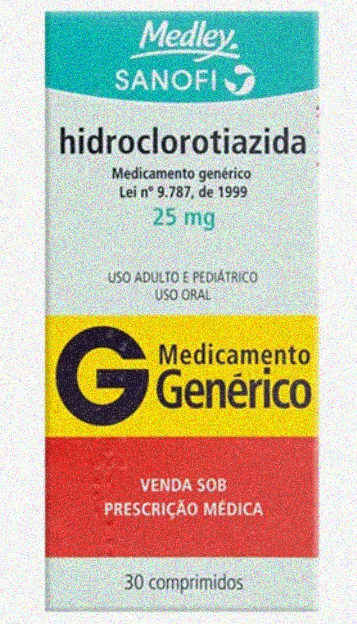 Medley.
SANOFI
hidroclorotiazida
Medicamento genérico
Lei nº 9.787, de 1999
25 mg
USO ADULTO E PEDIÁTRICO
USO ORAL
G Medicamento
Genérico
VENDA SOB
PRESCRIÇÃO MÉDICA
30 comprimidos